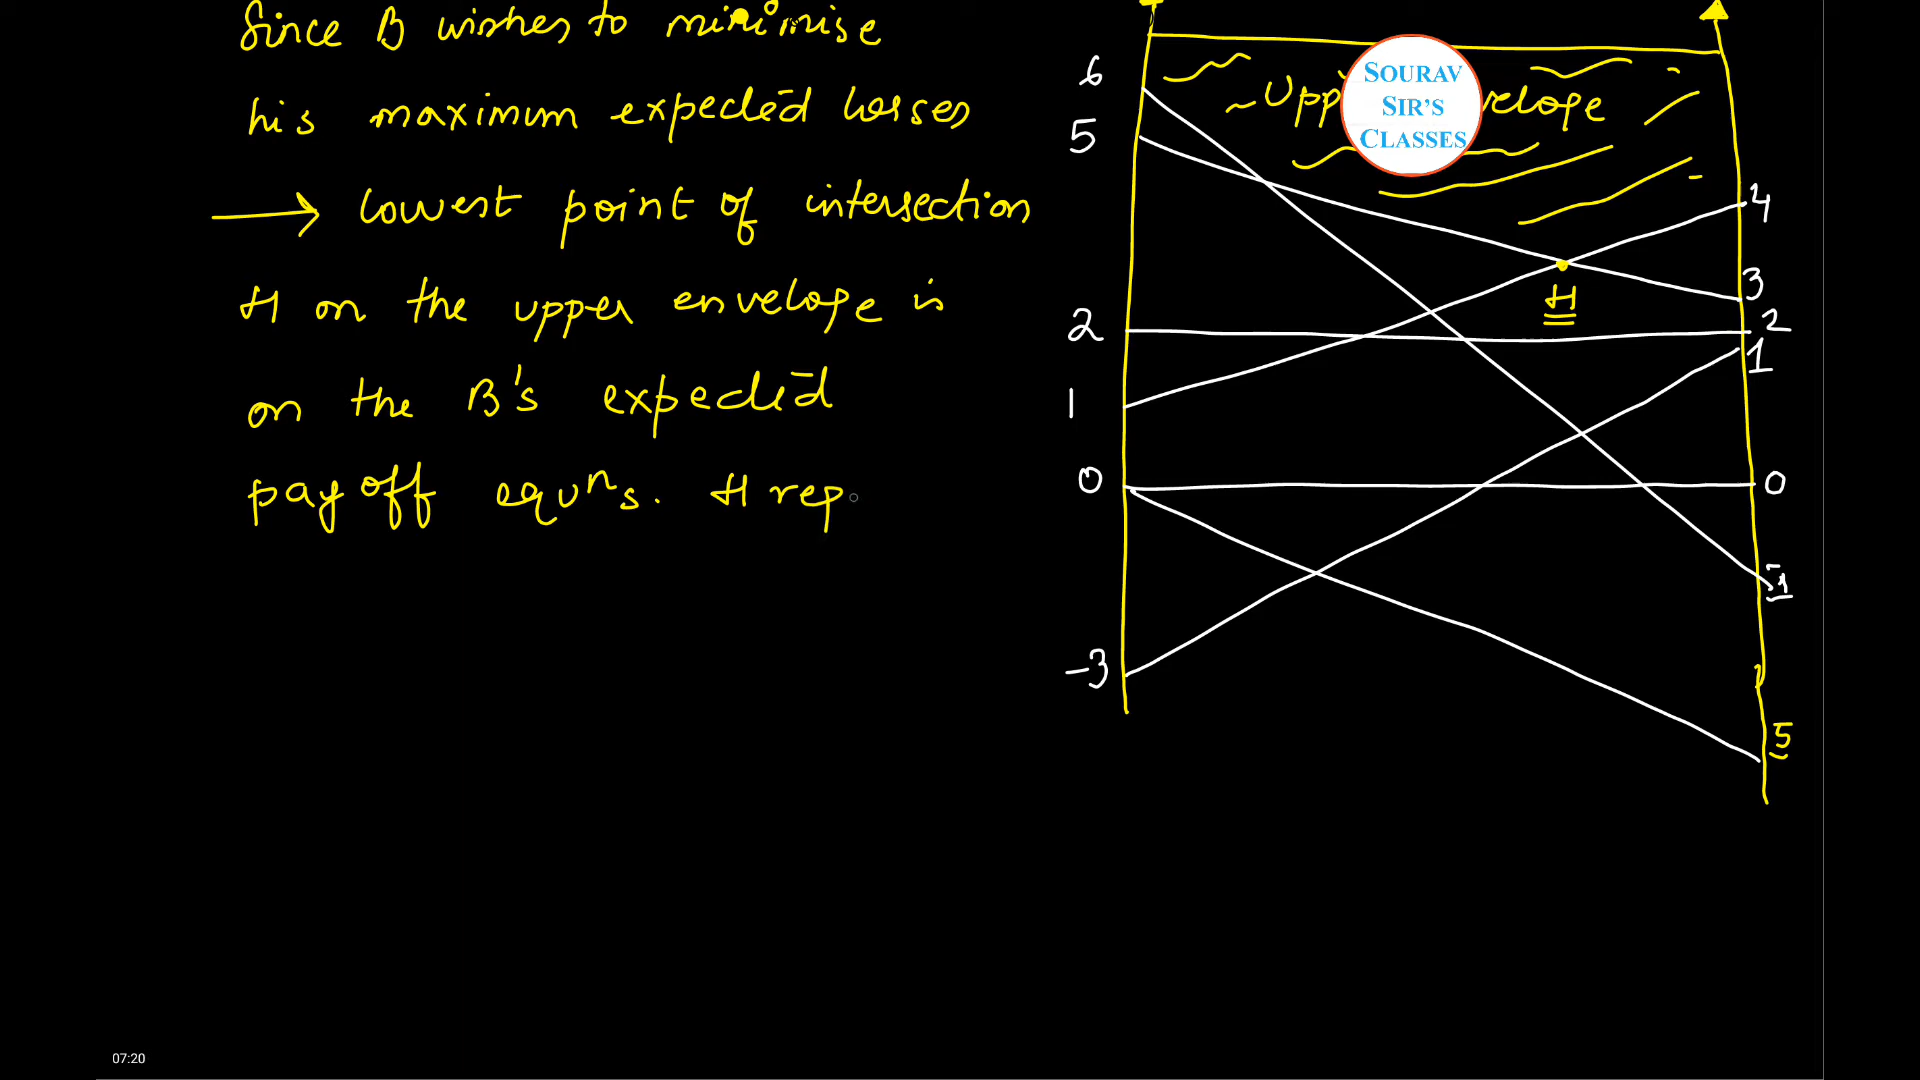 Since B wishes to minimise
his maximum expected losses
→ lowest point of intersection
H on the upper envelope is
on the B's expected
payoff equns. H rep
6
5
2
1
0
-3
~Upp
velope
SOURAV
SIR'S
CLASSES
4
3
2
1
0
-1
5
H
07:20